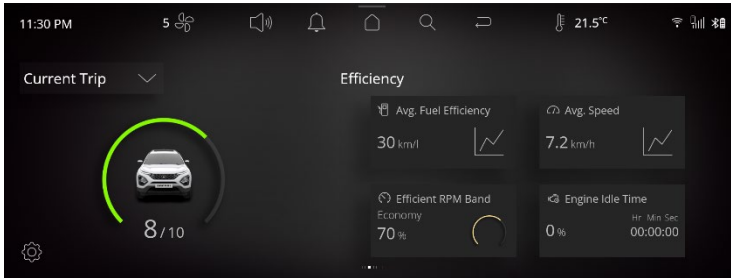 11:30 PM 5 21.5°C
Current Trip
8/10
Efficiency
Avg. Fuel Efficiency
30 km/l
Avg. Speed
7.2 km/h
Efficient RPM Band
Economy
70 %
Engine Idle Time
Hr Min Sec
0 % 00:00:00